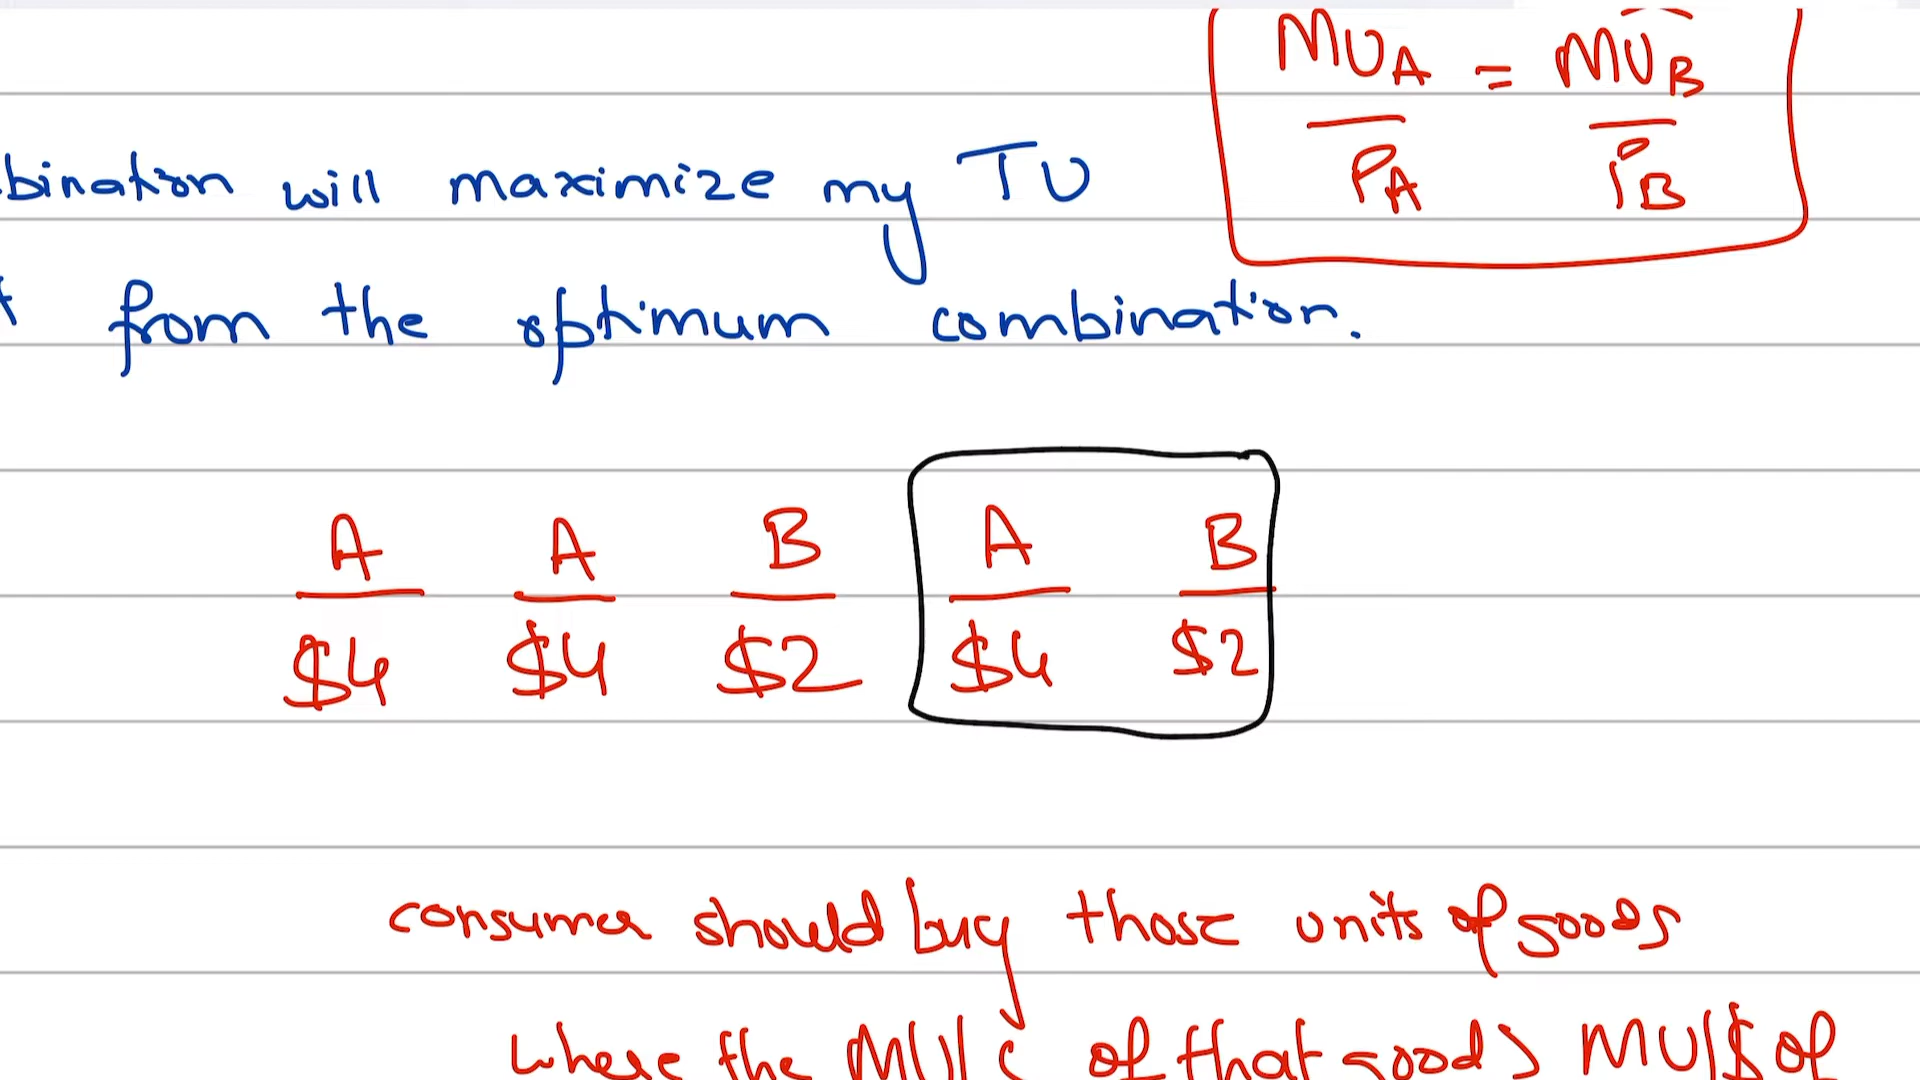 MUA = MUB
PA PB
bination will maximize my TU
from the optimum combination.
A A B A B
$4 $4 $2 $4 $2
consumer should buy those units of goods
where the MU/ of that good > MU/$ of